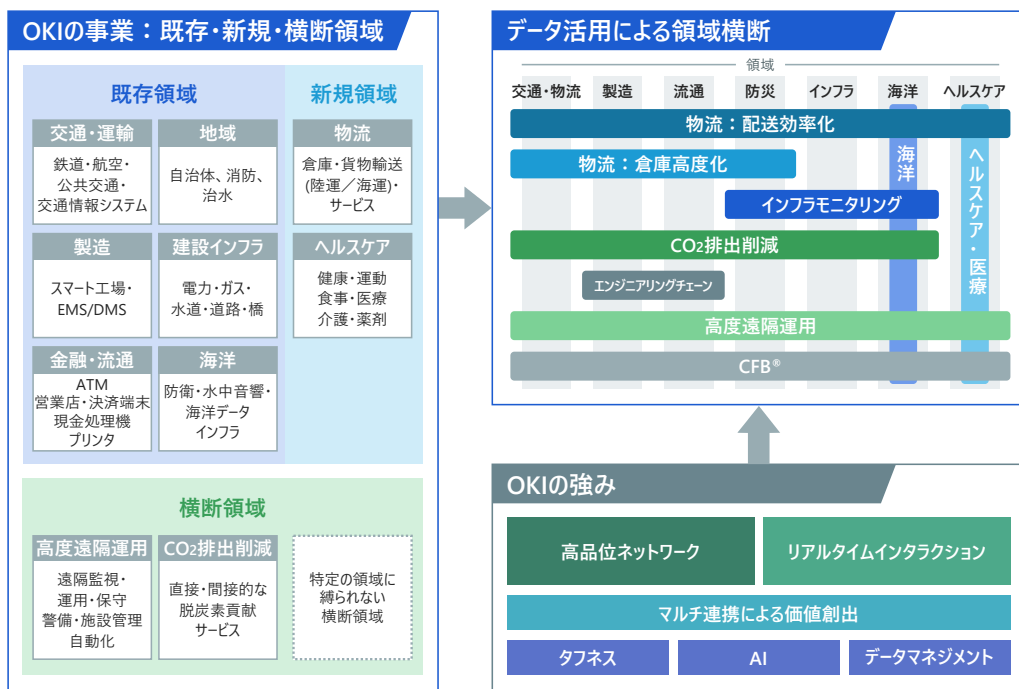 OKIの事業：既存・新規・横断領域
既存領域
新規領域
交通・運輸
鉄道・航空・
公共交通・
交通情報システム
地域
自治体、消防、
治水
物流
倉庫・貨物輸送
(陸運／海運)・
サービス
製造
スマート工場・
EMS/DMS
建設インフラ
電力・ガス・
水道・道路・橋
ヘルスケア
健康・運動
食事・医療
介護・薬剤
金融・流通
ATM
営業店・決済端末
現金処理機
プリンタ
海洋
防衛・水中音響・
海洋データ
インフラ
横断領域
高度遠隔運用
遠隔監視・
運用・保守
警備・施設管理
自動化
CO2排出削減
直接・間接的な
脱炭素貢献
サービス
特定の領域に
縛られない
横断領域
データ活用による領域横断
領域
交通・物流 製造 流通 防災 インフラ 海洋 ヘルスケア
物流：配送効率化
物流：倉庫高度化
インフラモニタリング
CO2排出削減
エンジニアリングチェーン
高度遠隔運用
CFB®
海洋
ヘルスケア・医療
OKIの強み
高品位ネットワーク
リアルタイムインタラクション
マルチ連携による価値創出
タフネス
AI
データマネジメント